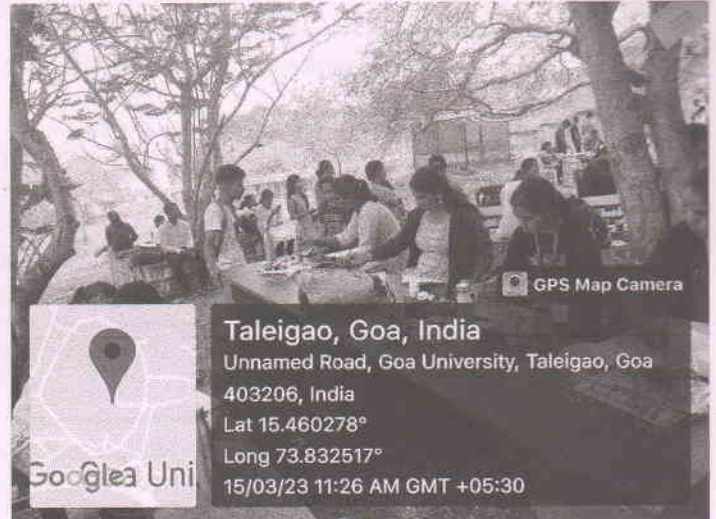 GPS Map Camera
Taleigao, Goa, India
Unnamed Road, Goa University, Taleigao, Goa
403206, India
Lat 15.460278°
Long 73.832517°
15/03/23 11:26 AM GMT +05:30
Google
a Uni